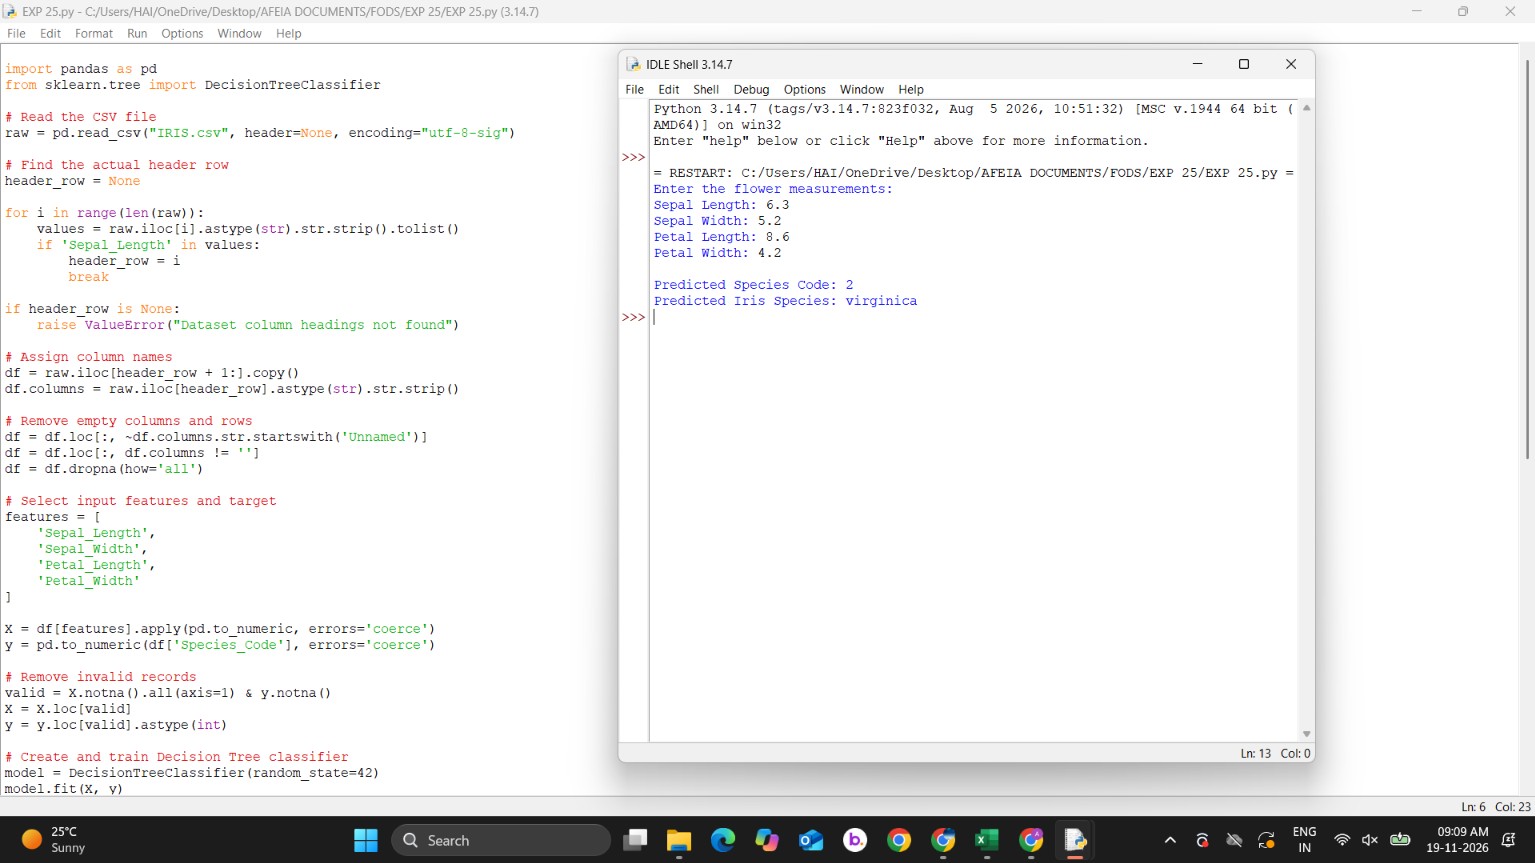 EXP 25.py - C:/Users/HAI/OneDrive/Desktop/AFEIA DOCUMENTS/FODS/EXP 25/EXP 25.py (3.14.7)
File Edit Format Run Options Window Help
import pandas as pd
from sklearn.tree import DecisionTreeClassifier
# Read the CSV file
raw = pd.read_csv("IRIS.csv", header=None, encoding="utf-8-sig")
# Find the actual header row
header_row = None
for i in range(len(raw)):
    values = raw.iloc[i].astype(str).str.strip().tolist()
    if 'Sepal_Length' in values:
        header_row = i
        break
if header_row is None:
    raise ValueError("Dataset column headings not found")
# Assign column names
df = raw.iloc[header_row + 1:].copy()
df.columns = raw.iloc[header_row].astype(str).str.strip()
# Remove empty columns and rows
df = df.loc[:, ~df.columns.str.startswith('Unnamed')]
df = df.loc[:, df.columns != '']
df = df.dropna(how='all')
# Select input features and target
features = [
    'Sepal_Length',
    'Sepal_Width',
    'Petal_Length',
    'Petal_Width'
]
X = df[features].apply(pd.to_numeric, errors='coerce')
y = pd.to_numeric(df['Species_Code'], errors='coerce')
# Remove invalid records
valid = X.notna().all(axis=1) & y.notna()
X = X.loc[valid]
y = y.loc[valid].astype(int)
# Create and train Decision Tree classifier
model = DecisionTreeClassifier(random_state=42)
model.fit(X, y)
Ln: 6 Col: 23
IDLE Shell 3.14.7
File Edit Shell Debug Options Window Help
Python 3.14.7 (tags/v3.14.7:823f032, Aug  5 2026, 10:51:32) [MSC v.1944 64 bit (
AMD64)] on win32
Enter "help" below or click "Help" above for more information.
>>>
= RESTART: C:/Users/HAI/OneDrive/Desktop/AFEIA DOCUMENTS/FODS/EXP 25/EXP 25.py =
Enter the flower measurements:
Sepal Length: 6.3
Sepal Width: 5.2
Petal Length: 8.6
Petal Width: 4.2
Predicted Species Code: 2
Predicted Iris Species: virginica
>>>
Ln: 13 Col: 0
25°C
Sunny
Search
b.
ENG
IN
09:09 AM
19-11-2026